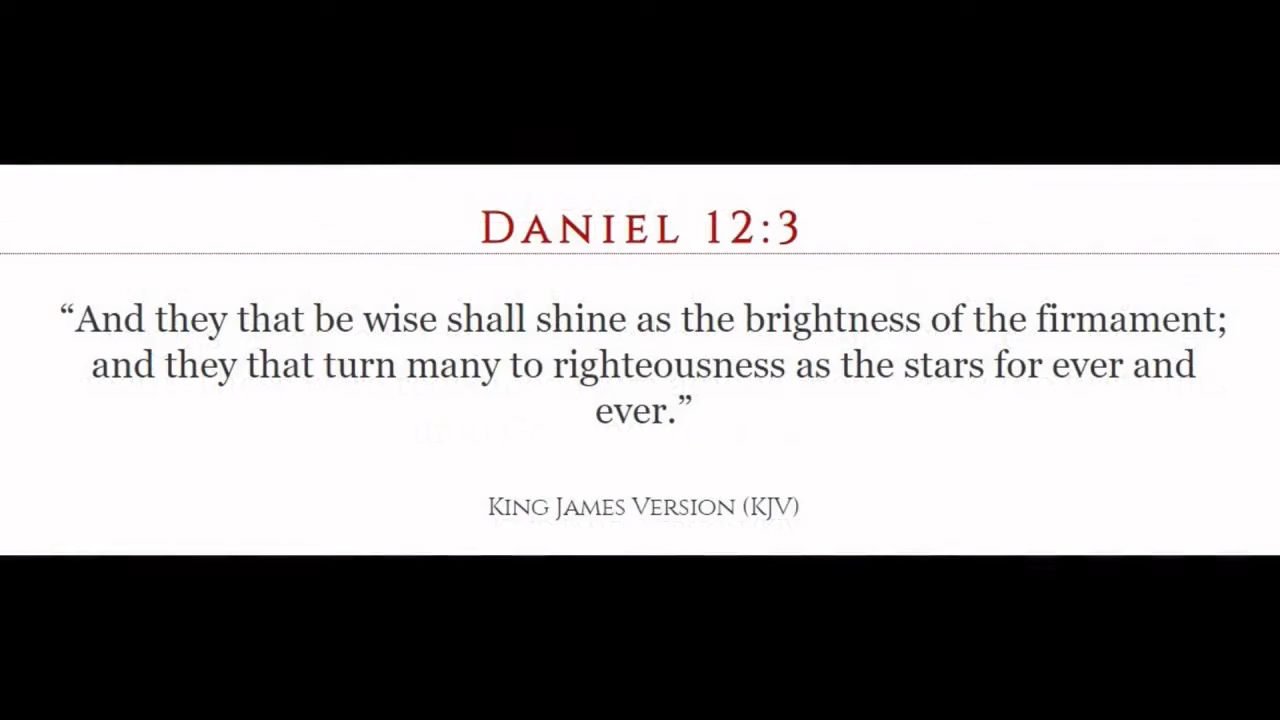 DANIEL 12:3
“And they that be wise shall shine as the brightness of the firmament;
and they that turn many to righteousness as the stars for ever and
ever.”
KING JAMES VERSION (KJV)